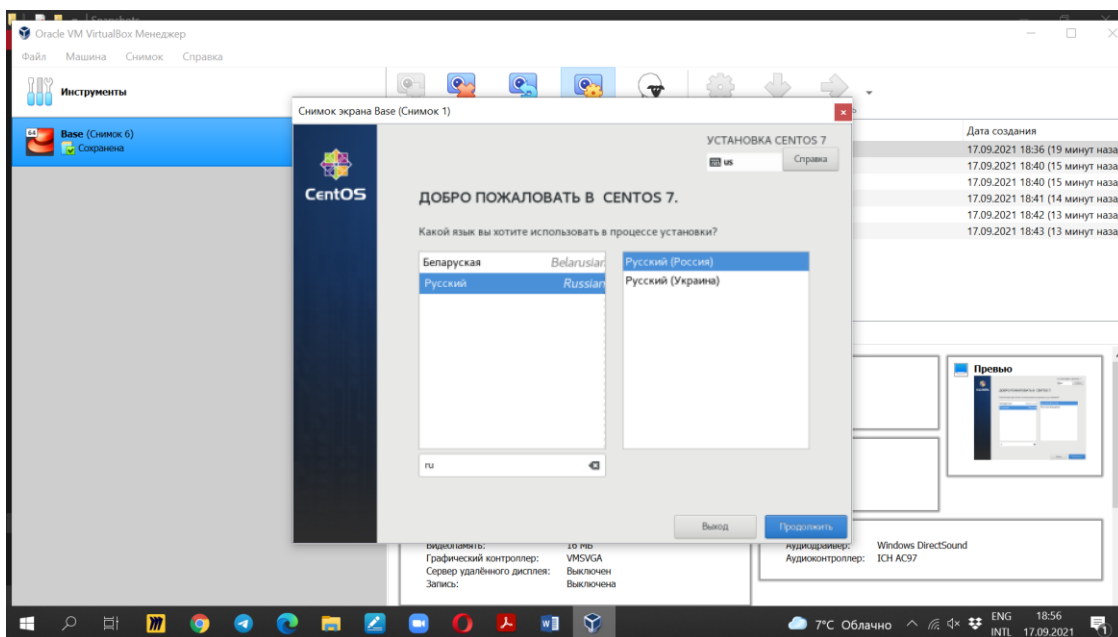 Oracle VM VirtualBox Менеджер
Файл Машина Снимок Справка
Инструменты
64
Base (Снимок 6)
Сохранена
Снимок экрана Base (Снимок 1)
Дата создания
17.09.2021 18:36 (19 минут наза
17.09.2021 18:40 (15 минут наза
17.09.2021 18:40 (15 минут наза
17.09.2021 18:41 (14 минут наза
17.09.2021 18:42 (13 минут наза
17.09.2021 18:43 (13 минут наза
CentOS
УСТАНОВКА CENTOS 7
us
Справка
ДОБРО ПОЖАЛОВАТЬ В CENTOS 7.
Какой язык вы хотите использовать в процессе установки?
Беларуская Belarusian
Русский Russian
Русский (Россия)
Русский (Украина)
ru
Выход
Продолжить
Превью
Видеопамять: 16 МБ
Графический контроллер: VMSVGA
Сервер удалённого дисплея: Выключен
Запись: Выключена
Аудиодрайвер: Windows DirectSound
Аудиоконтроллер: ICH AC97
7°C Облачно
ENG
INTL
18:56
17.09.2021